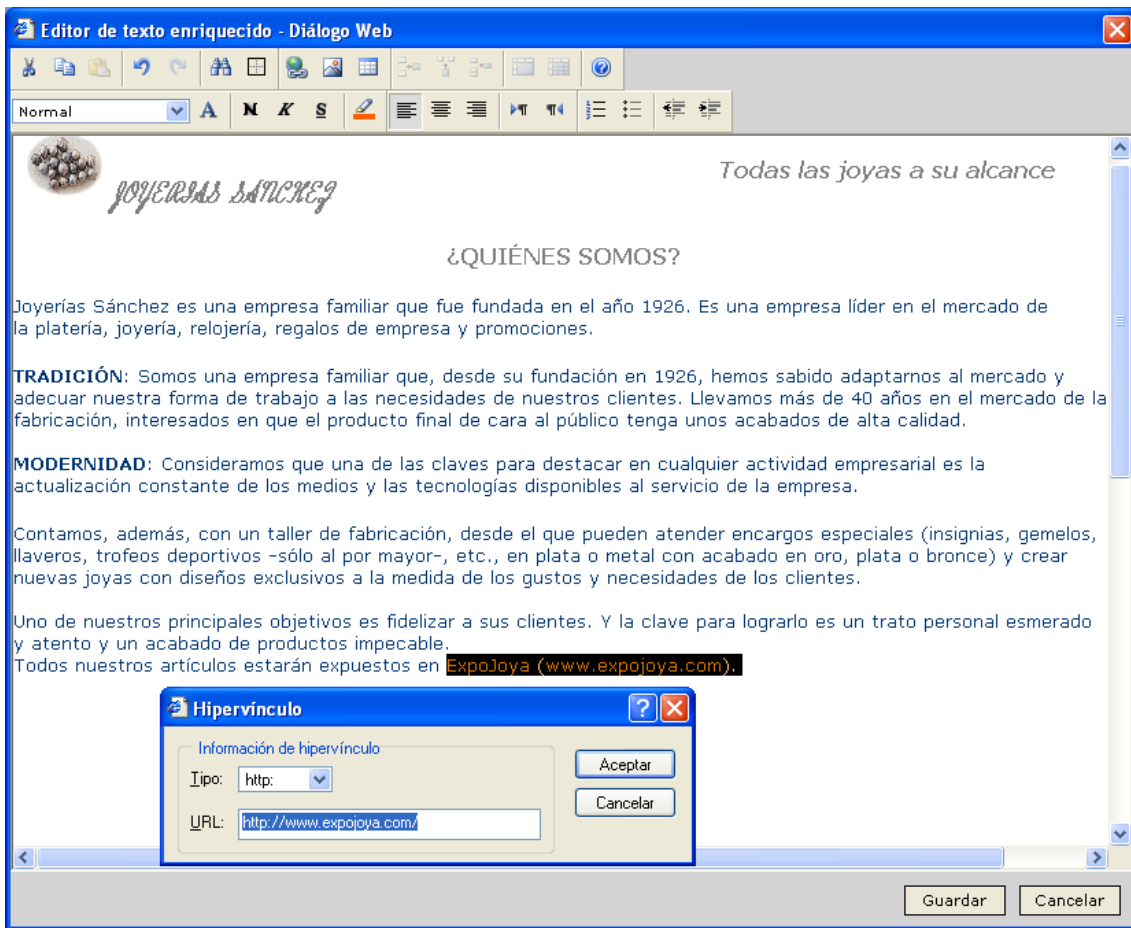 Editor de texto enriquecido - Diálogo Web
Normal
A N K S
JOYERIAS SÁNCHEZ
Todas las joyas a su alcance
¿QUIÉNES SOMOS?
Joyerías Sánchez es una empresa familiar que fue fundada en el año 1926. Es una empresa líder en el mercado de
la platería, joyería, relojería, regalos de empresa y promociones.
TRADICIÓN: Somos una empresa familiar que, desde su fundación en 1926, hemos sabido adaptarnos al mercado y
adecuar nuestra forma de trabajo a las necesidades de nuestros clientes. Llevamos más de 40 años en el mercado de la
fabricación, interesados en que el producto final de cara al público tenga unos acabados de alta calidad.
MODERNIDAD: Consideramos que una de las claves para destacar en cualquier actividad empresarial es la
actualización constante de los medios y las tecnologías disponibles al servicio de la empresa.
Contamos, además, con un taller de fabricación, desde el que pueden atender encargos especiales (insignias, gemelos,
llaveros, trofeos deportivos –sólo al por mayor–, etc., en plata o metal con acabado en oro, plata o bronce) y crear
nuevas joyas con diseños exclusivos a la medida de los gustos y necesidades de los clientes.
Uno de nuestros principales objetivos es fidelizar a sus clientes. Y la clave para lograrlo es un trato personal esmerado
y atento y un acabado de productos impecable.
Todos nuestros artículos estarán expuestos en ExpoJoya (www.expojoya.com).
Hipervínculo
Información de hipervínculo
Tipo: http:
Aceptar
Cancelar
URL: http://www.expojoya.com/
Guardar
Cancelar